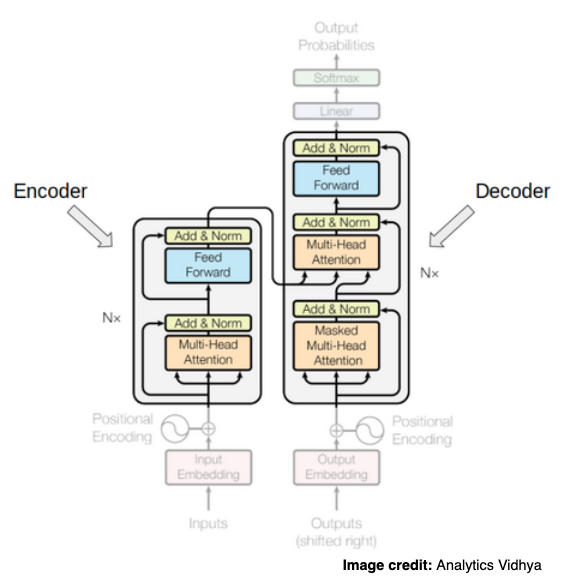 Output
Probabilities
Softmax
Linear
Add & Norm
Feed
Forward
Add & Norm
Multi-Head
Attention
Add & Norm
Masked
Multi-Head
Attention
Decoder
Nx
Encoder
Add & Norm
Feed
Forward
Nx
Add & Norm
Multi-Head
Attention
Positional
Encoding
Input
Embedding
Inputs
Positional
Encoding
Output
Embedding
Outputs
(shifted right)
Image credit: Analytics Vidhya